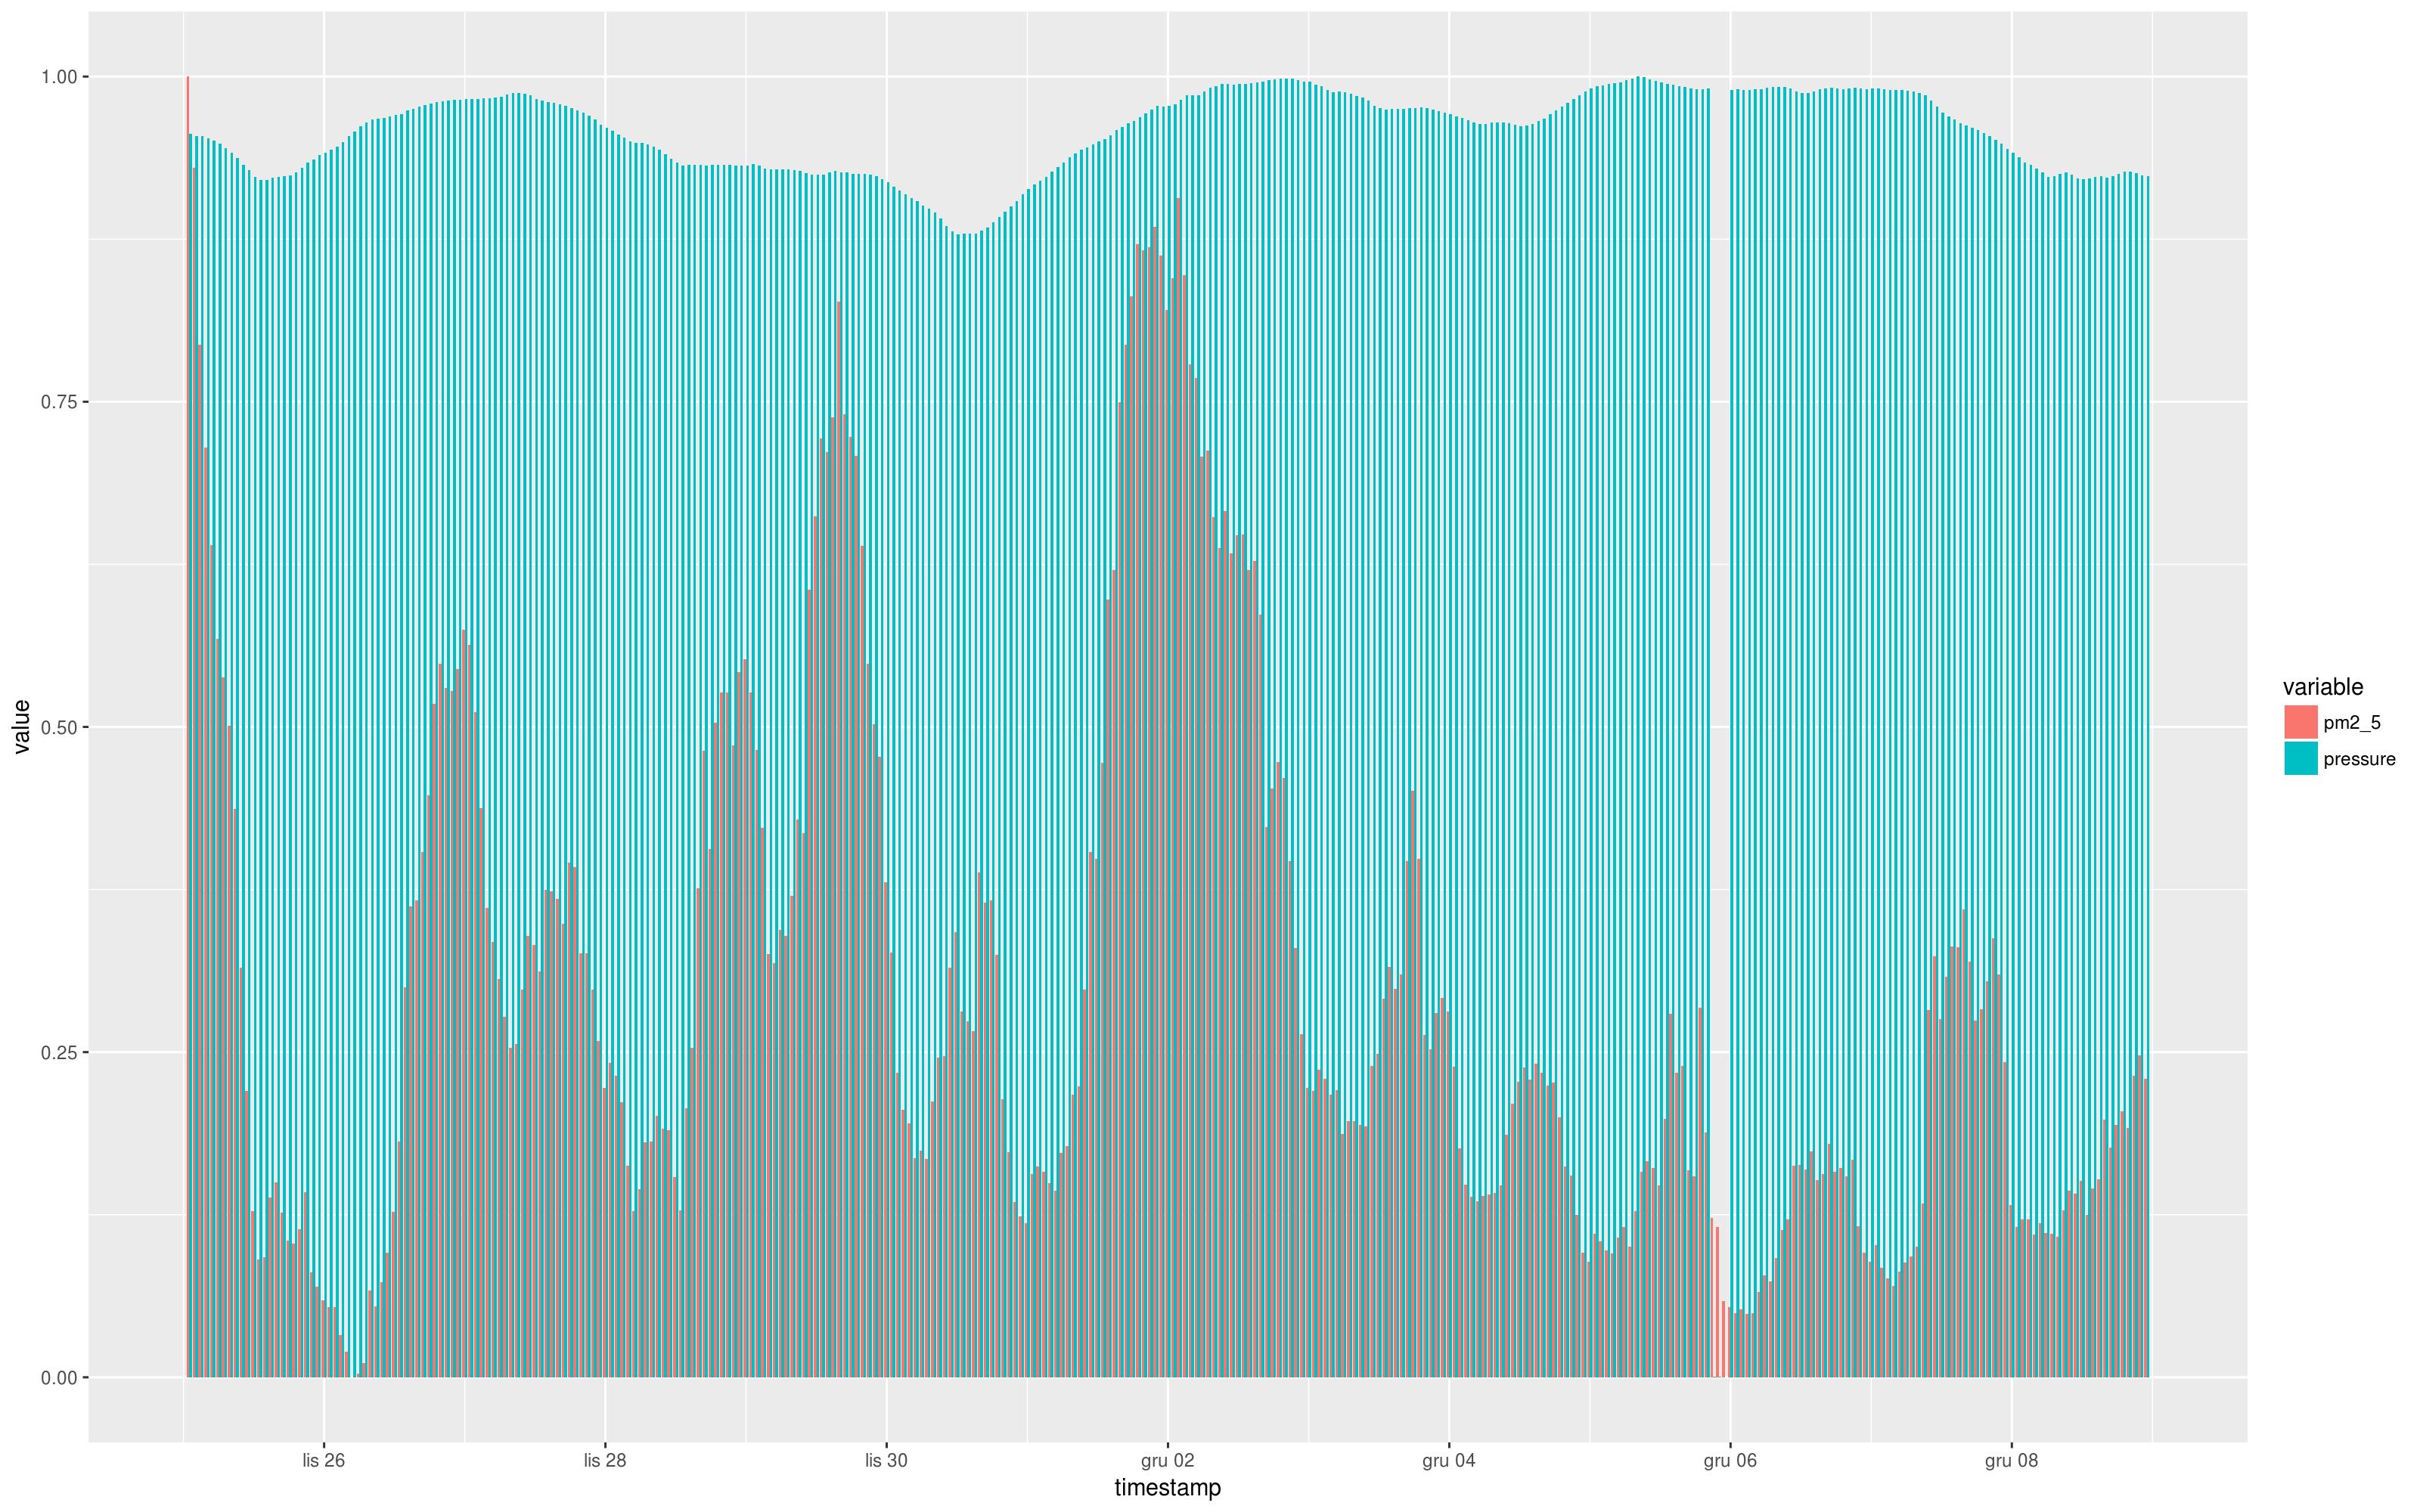 1.00
0.75
0.50
0.25
0.00
value
lis 26
lis 28
lis 30
gru 02
gru 04
gru 06
gru 08
timestamp
variable
pm2_5
pressure